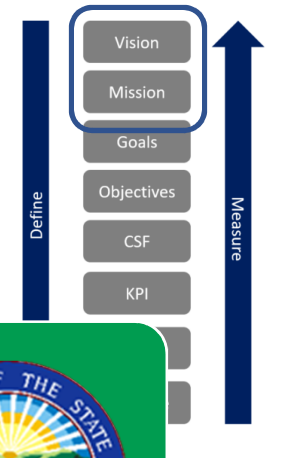 Vision
Mission
Goals
Objectives
CSF
KPI
Define
Measure
THE STATE